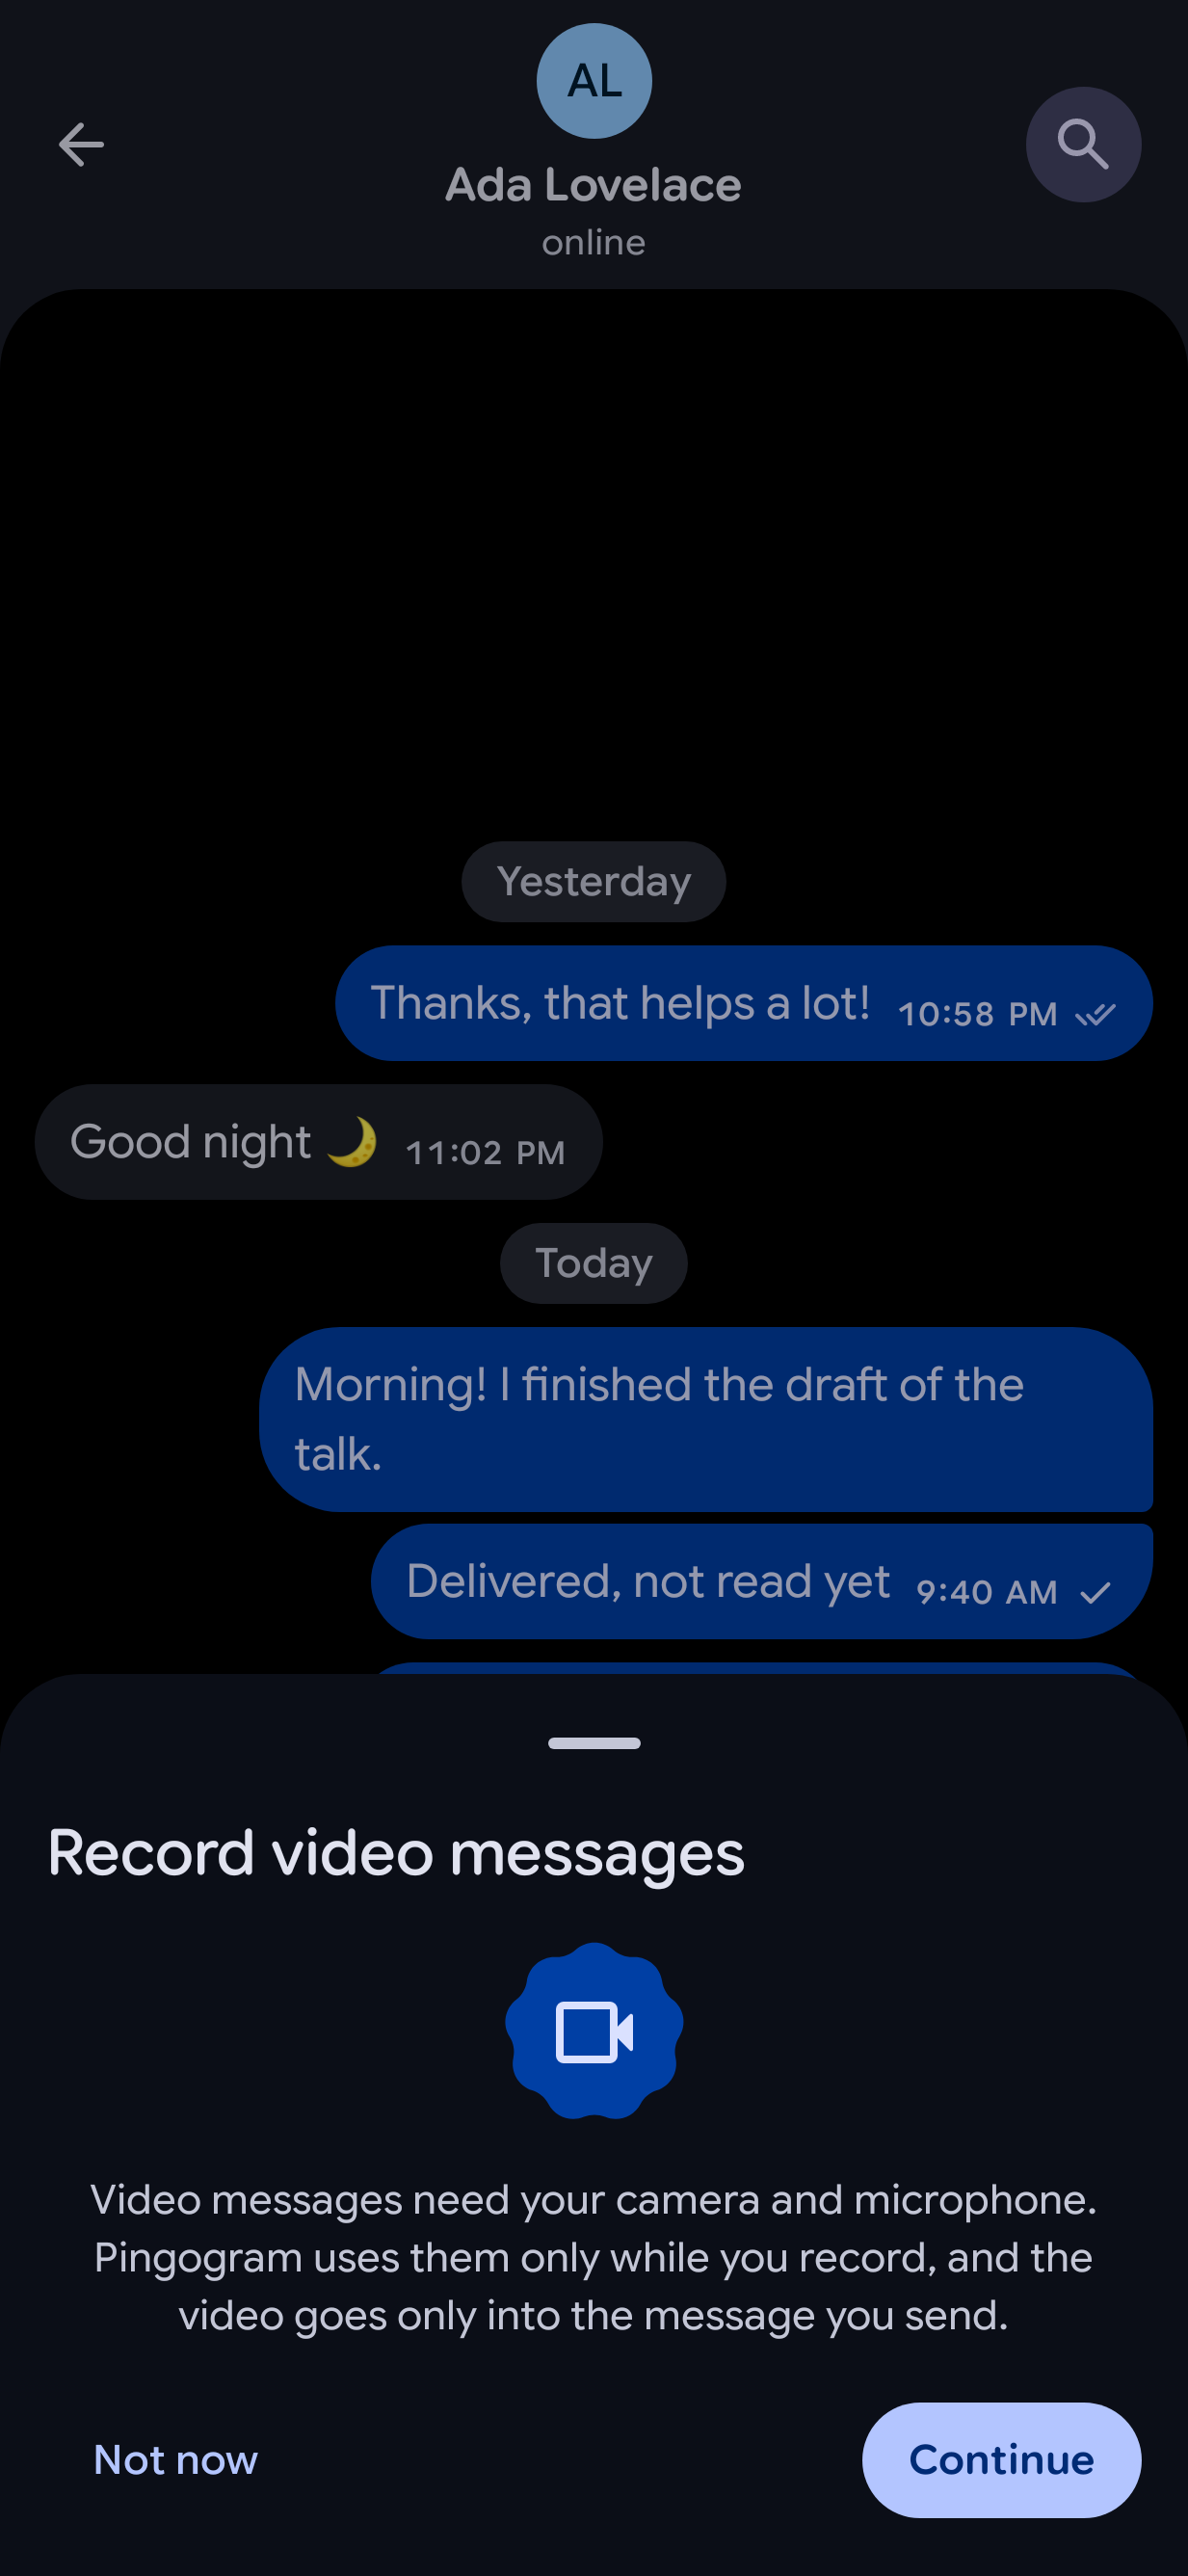 AL
Ada Lovelace
online
Yesterday
Thanks, that helps a lot! 10:58 PM
Good night 🌙 11:02 PM
Today
Morning! I finished the draft of the
talk.
Delivered, not read yet 9:40 AM
Record video messages
Video messages need your camera and microphone.
Pingogram uses them only while you record, and the
video goes only into the message you send.
Not now
Continue